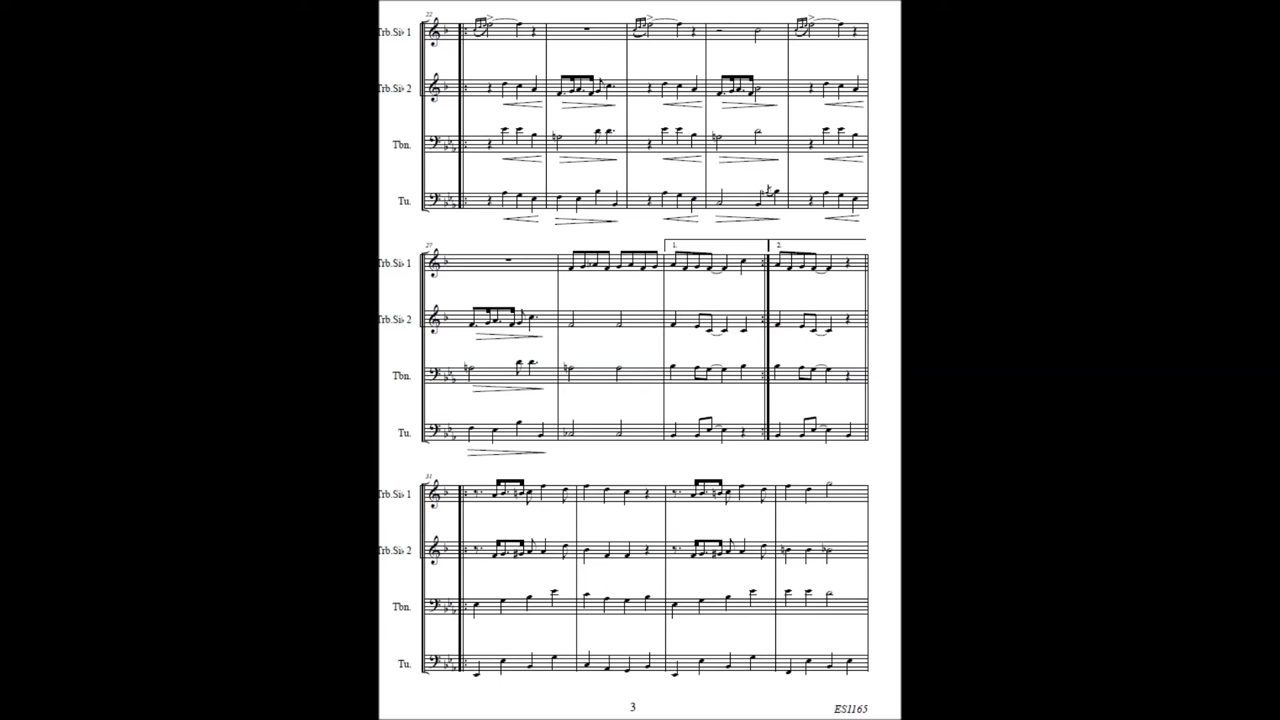 22
Trb.Si♭ 1
Trb.Si♭ 2
Tbn.
Tu.
27
1.
2.
Trb.Si♭ 1
Trb.Si♭ 2
Tbn.
Tu.
31
Trb.Si♭ 1
Trb.Si♭ 2
Tbn.
Tu.
3
ES1165